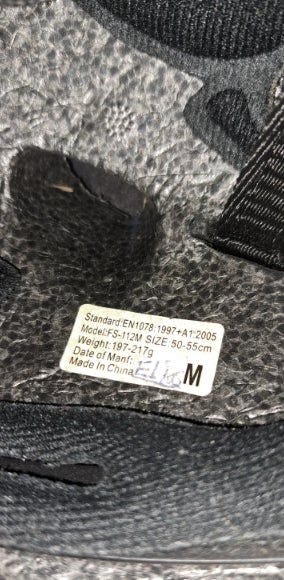 Standard:EN1078:1997+A1:2005
Model:FS-112M SIZE:50-55cm
Weight:197-217g
Date of Manf:
Made In China
M